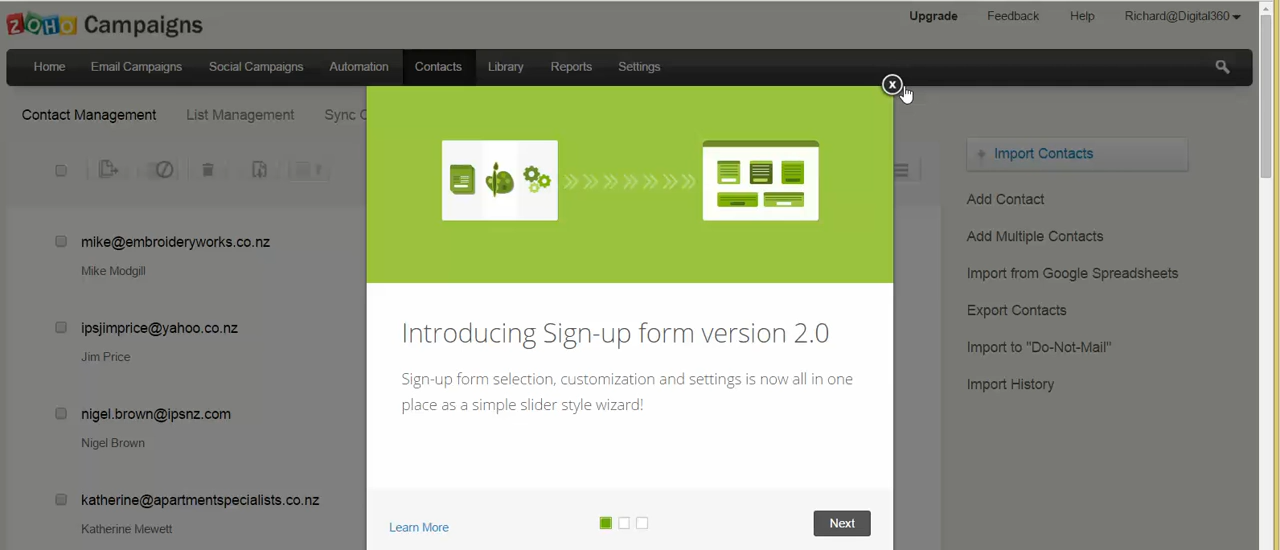 ZOHO Campaigns
Upgrade Feedback Help Richard@Digital360
Home Email Campaigns Social Campaigns Automation Contacts Library Reports Settings
x
Contact Management List Management Sync
Import Contacts
Add Contact
Add Multiple Contacts
Import from Google Spreadsheets
Export Contacts
Import to "Do-Not-Mail"
Import History
mike@embroideryworks.co.nz
Mike Modgill
ipsjimprice@yahoo.co.nz
Jim Price
nigel.brown@ipsnz.com
Nigel Brown
katherine@apartmentspecialists.co.nz
Katherine Mewett
Introducing Sign-up form version 2.0
Sign-up form selection, customization and settings is now all in one
place as a simple slider style wizard!
Learn More
Next